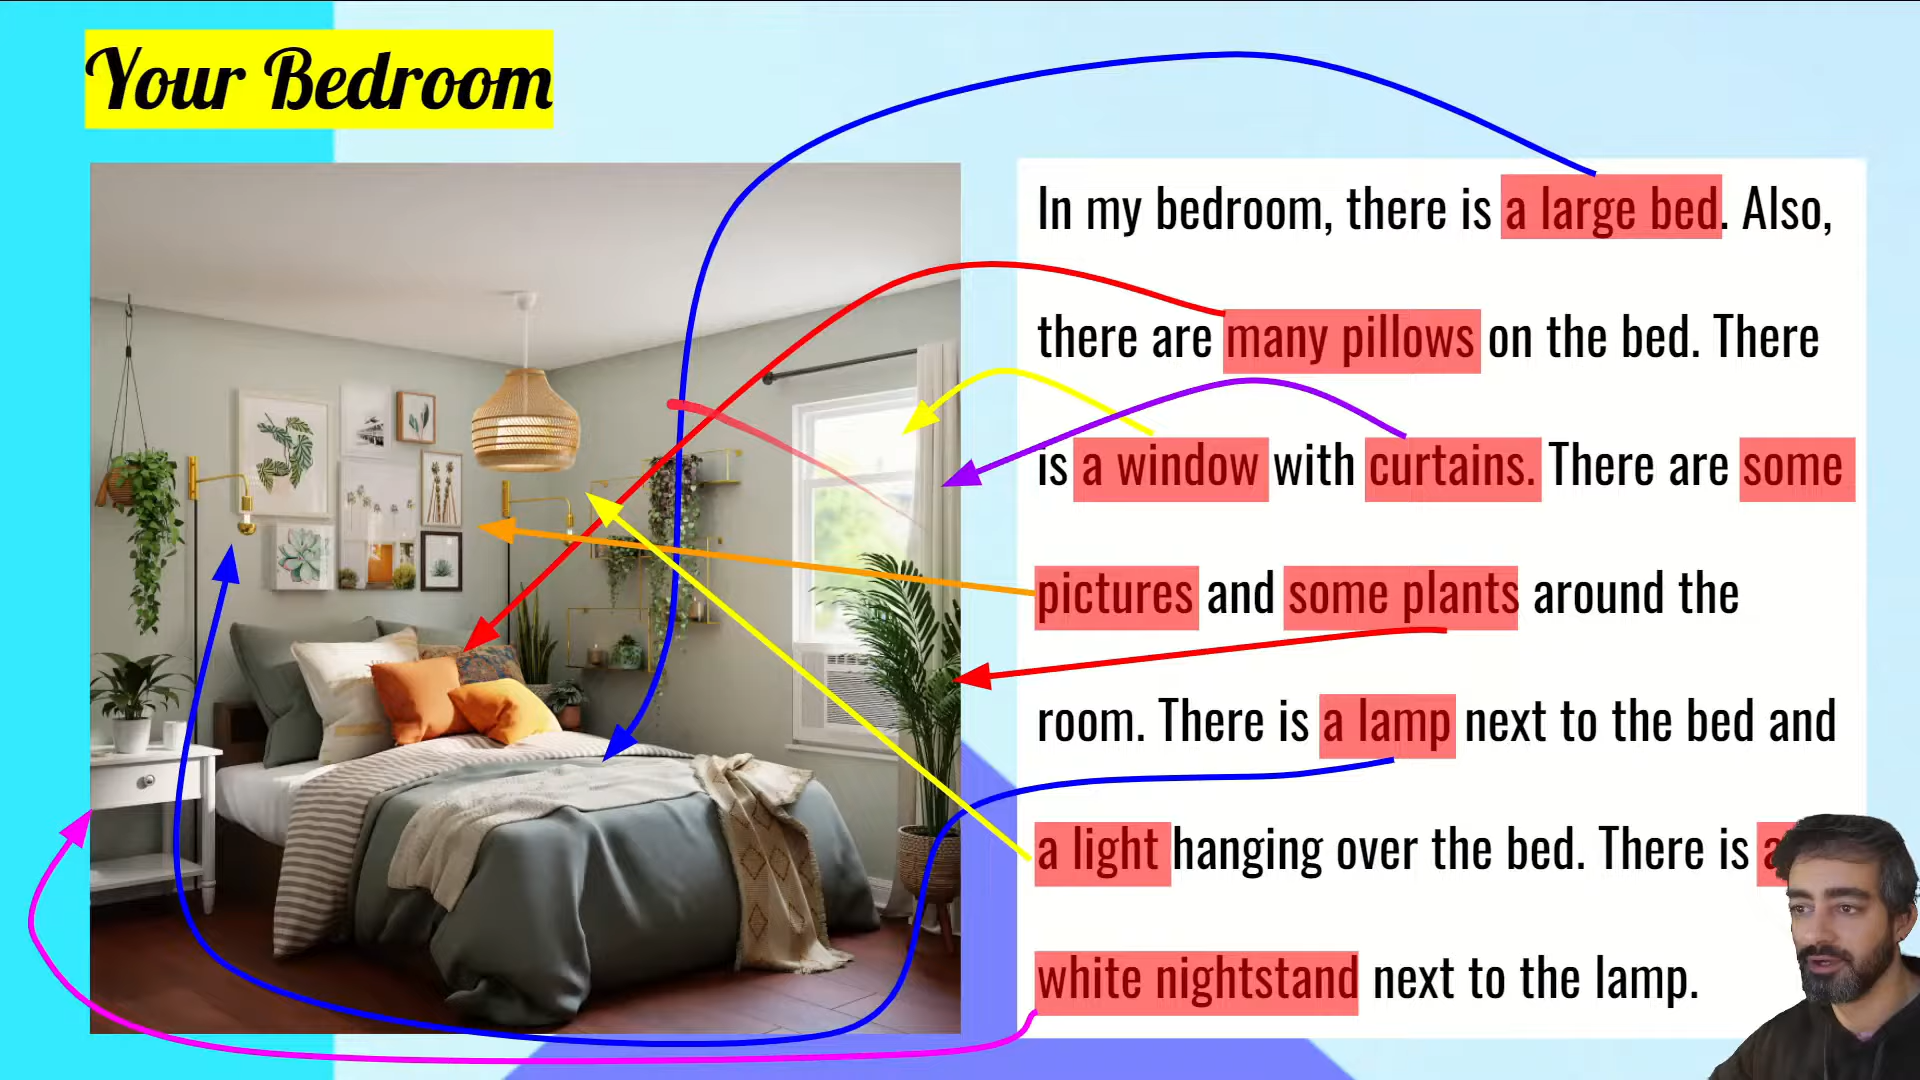 Your Bedroom
In my bedroom, there is a large bed. Also,
there are many pillows on the bed. There
is a window with curtains. There are some
pictures and some plants around the
room. There is a lamp next to the bed and
a light hanging over the bed. There is a
white nightstand next to the lamp.